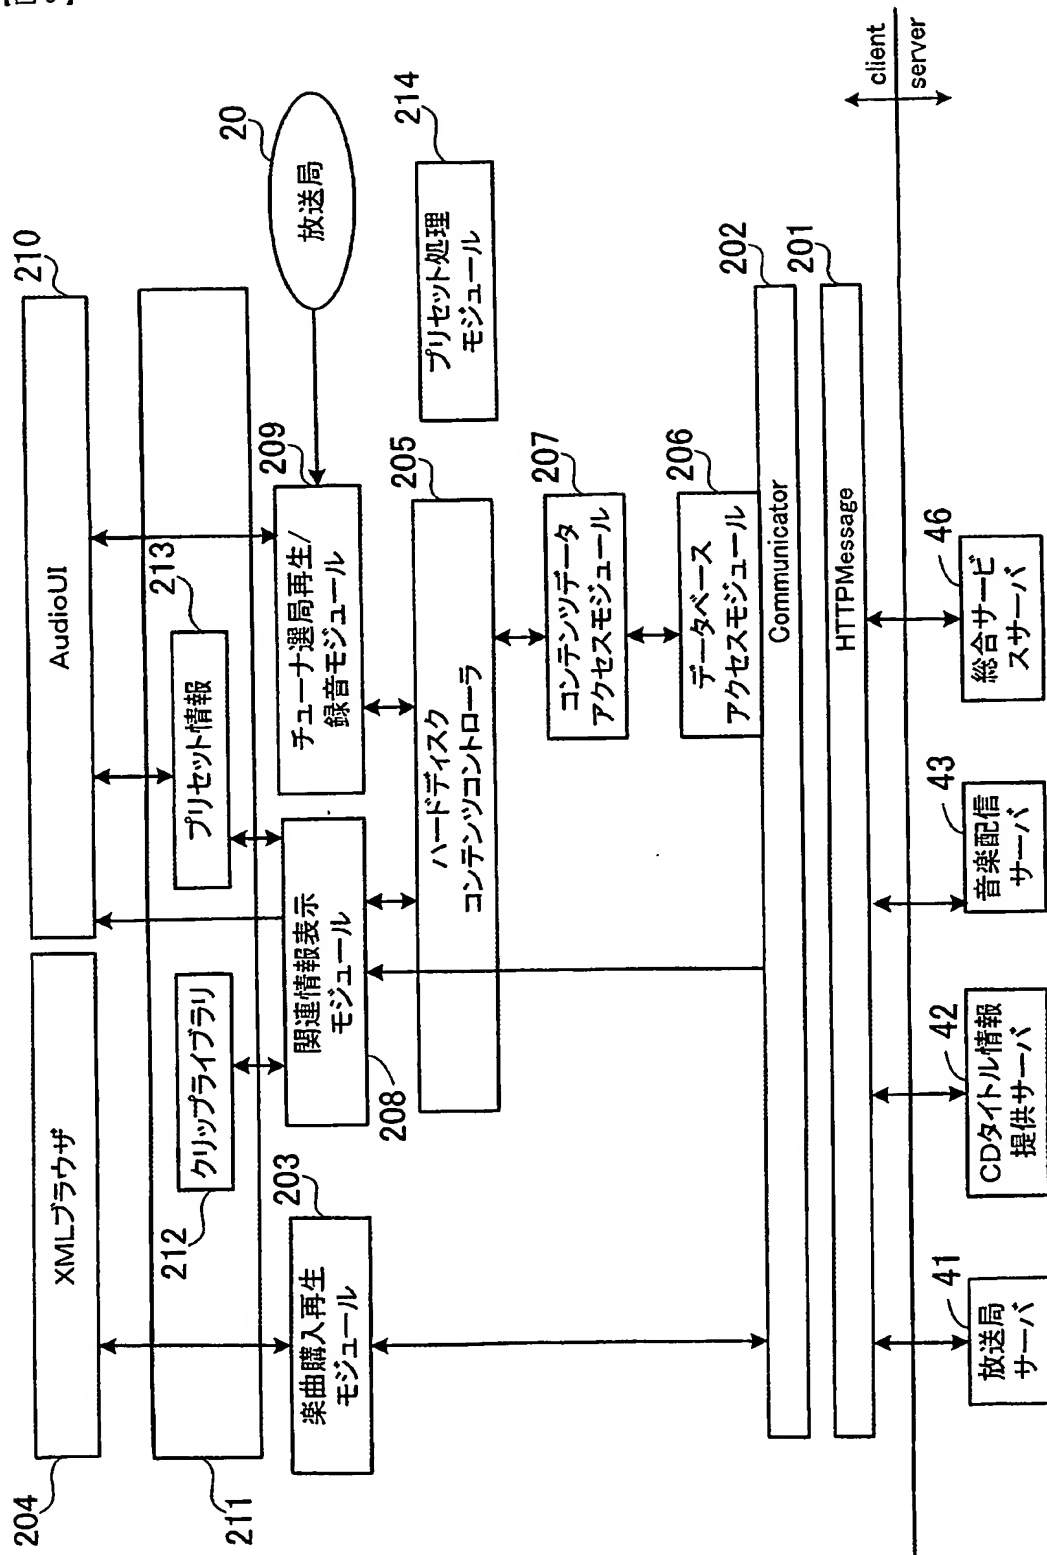 204
XMLブラウザ
AudioUI
210
211
212
クリップライブラリ
プリセット情報
213
203
楽曲購入再生
モジュール
関連情報表示
モジュール
208
チューナ選局再生/
録音モジュール
209
放送局
20
ハードディスク
コンテンツコントローラ
205
プリセット処理
モジュール
214
コンテンツデータ
アクセスモジュール
207
データベース
アクセスモジュール
206
Communicator
202
HTTPMessage
201
client
server
放送局
サーバ
41
CDタイトル情報
提供サーバ
42
音楽配信
サーバ
43
総合サービ
スサーバ
46